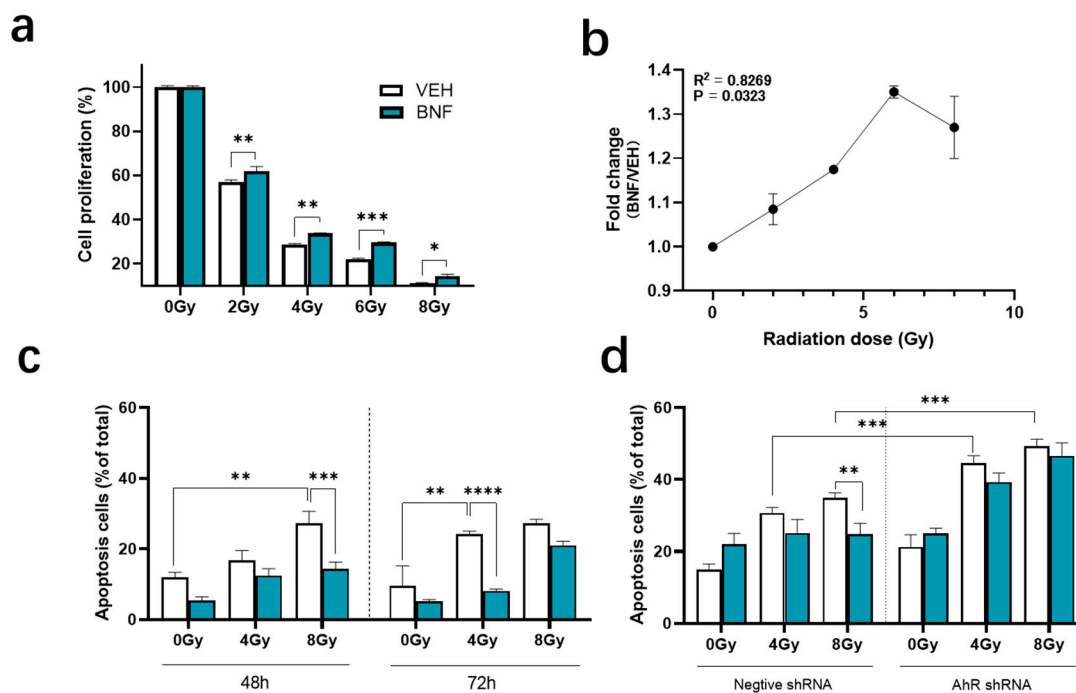 a
Cell proliferation (%)
100
80
60
40
20
VEH
BNF
**
**
***
*
0Gy 2Gy 4Gy 6Gy 8Gy
b
R² = 0.8269
P = 0.0323
Fold change
(BNF/VEH)
1.4
1.3
1.2
1.1
1.0
0.9
0 5 10
Radiation dose (Gy)
c
Apoptosis cells (%of total)
60
40
20
0
** *** ** ****
0Gy 4Gy 8Gy 0Gy 4Gy 8Gy
48h 72h
d
Apoptosis cells (%of total)
60
40
20
0
***
***
**
0Gy 4Gy 8Gy 0Gy 4Gy 8Gy
Negtive shRNA AhR shRNA